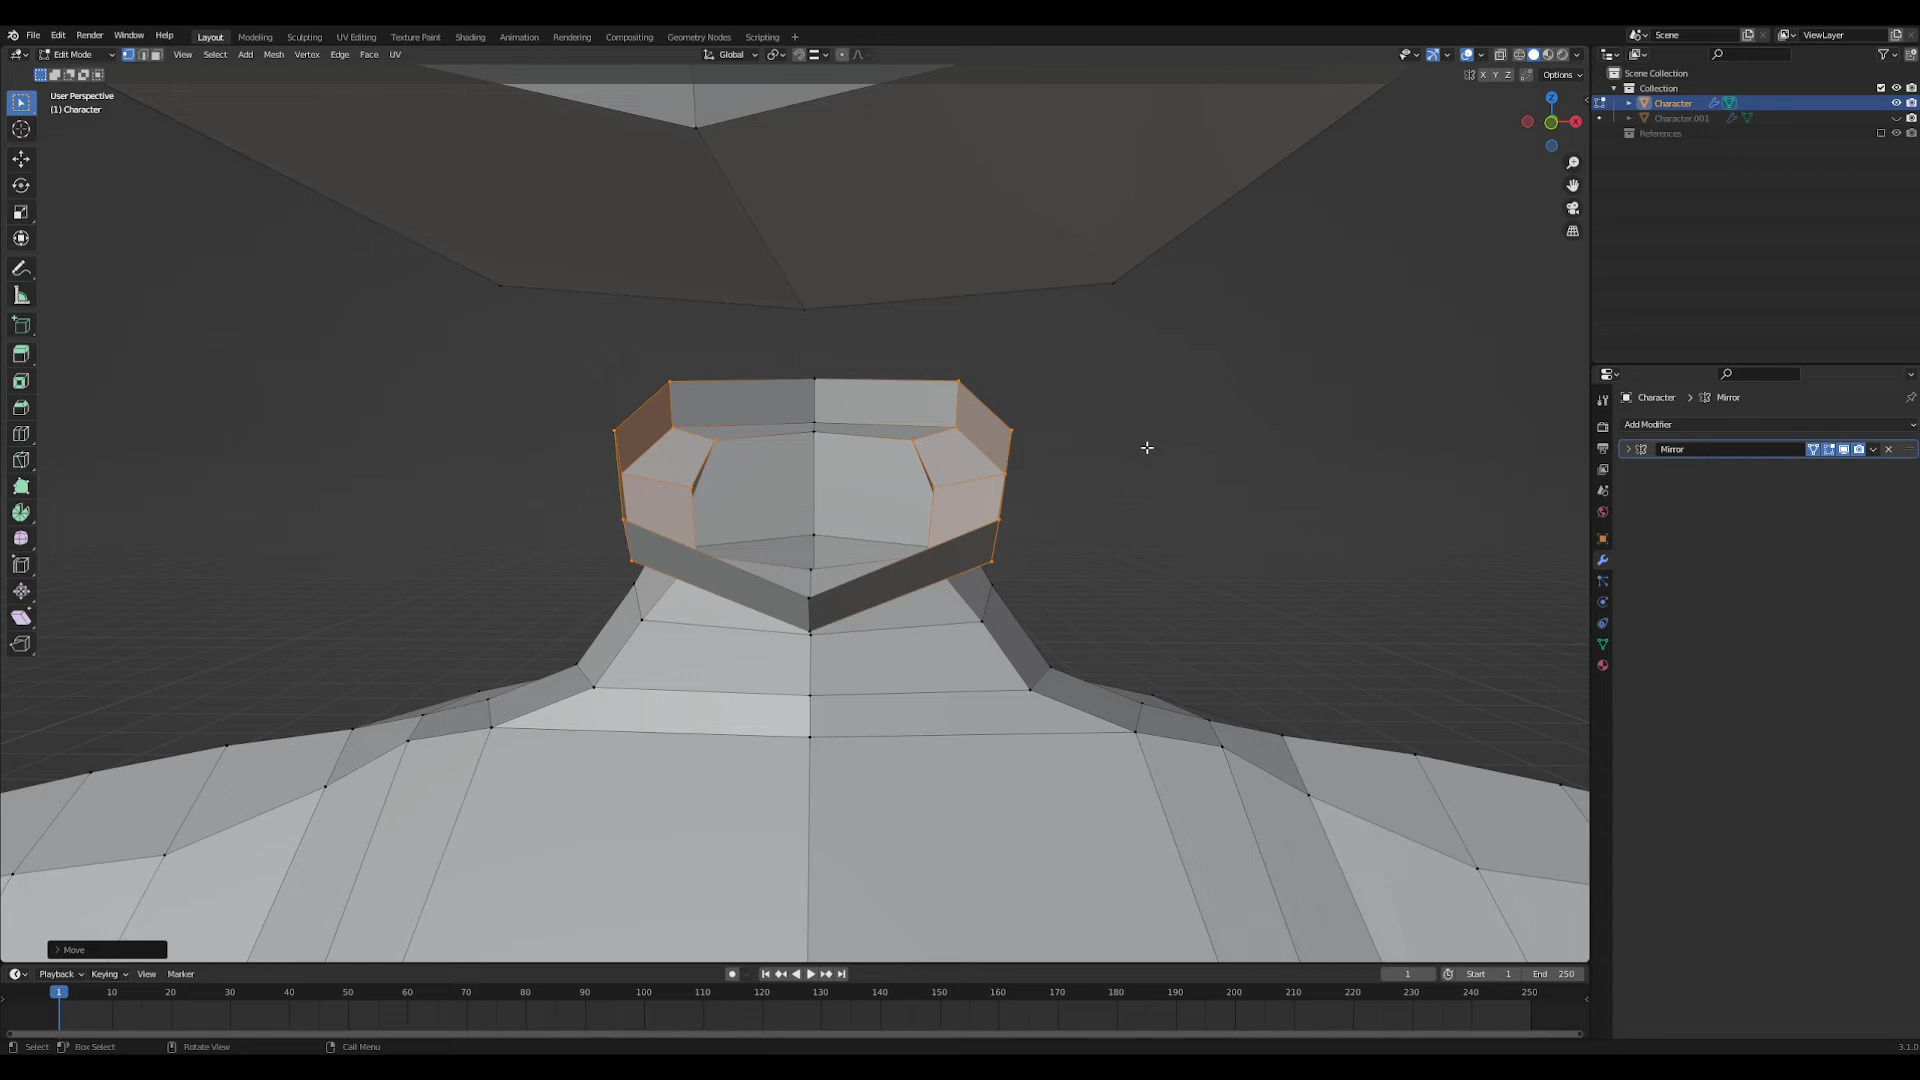 File Edit Render Window Help Layout Modeling Sculpting UV Editing Texture Paint Shading Animation Rendering Compositing Geometry Nodes Scripting + Scene ViewLayer
Edit Mode View Select Add Mesh Vertex Edge Face UV Global
X Y Z Options
User Perspective
(1) Character
Z
X
Scene Collection
Collection
Character
Character.001
References
Character > Mirror
Add Modifier
Mirror
> Move
Playback Keying View Marker 1 Start 1 End 250
1 10 20 30 40 50 60 70 80 90 100 110 120 130 140 150 160 170 180 190 200 210 220 230 240 250
Select Box Select Rotate View Call Menu 3.1.0